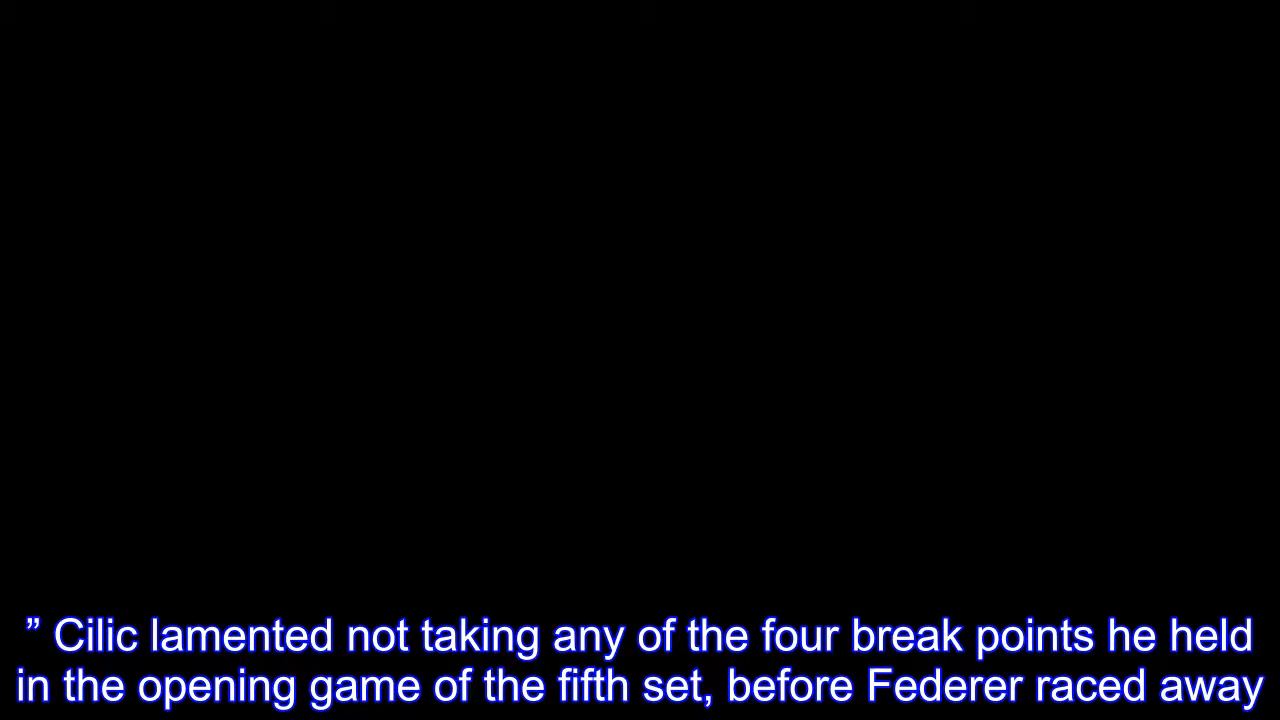 ” Cilic lamented not taking any of the four break points he held
in the opening game of the fifth set, before Federer raced away